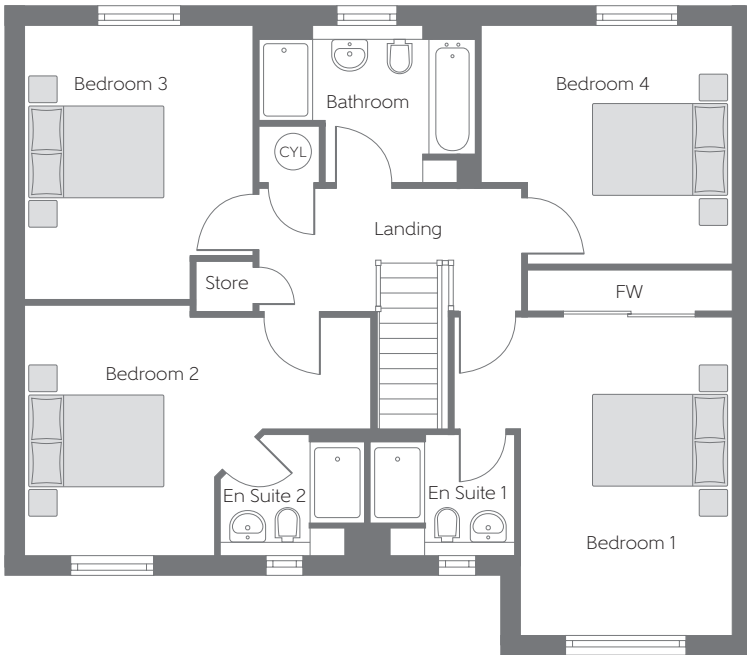 Bedroom 3
Bedroom 4
Bathroom
CYL
Landing
Store
FW
Bedroom 2
En Suite 2
En Suite 1
Bedroom 1